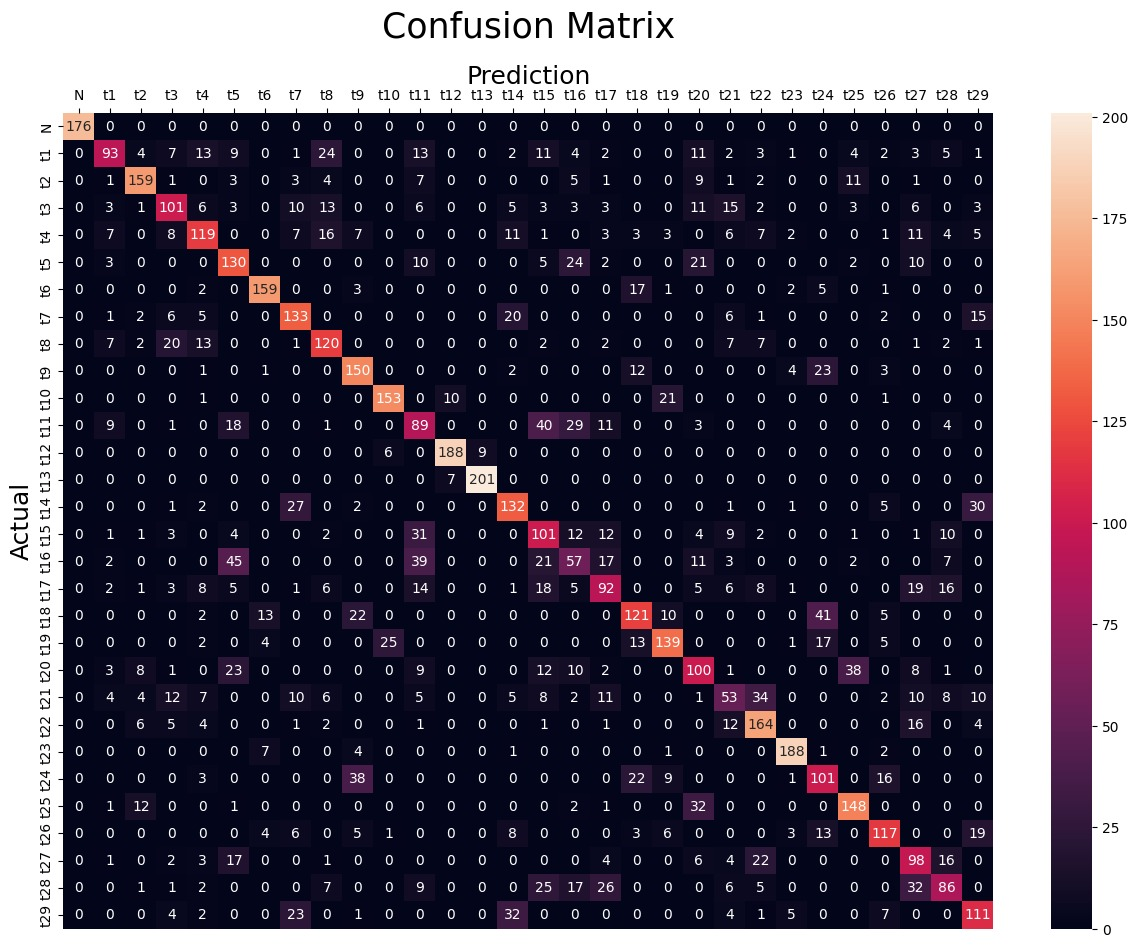 Confusion Matrix
Prediction
N t1 t2 t3 t4 t5 t6 t7 t8 t9 t10 t11 t12 t13 t14 t15 t16 t17 t18 t19 t20 t21 t22 t23 t24 t25 t26 t27 t28 t29
Actual
N 176 0 0 0 0 0 0 0 0 0 0 0 0 0 0 0 0 0 0 0 0 0 0 0 0 0 0 0 0 0
t1 0 93 4 7 13 9 0 1 24 0 0 13 0 0 2 11 4 2 0 0 11 2 3 1 0 4 2 3 5 1
t2 0 1 159 1 0 3 0 3 4 0 0 7 0 0 0 0 5 1 0 0 9 1 2 0 0 11 0 1 0 0
t3 0 3 1 101 6 3 0 10 13 0 0 6 0 0 5 3 3 3 0 0 11 15 2 0 0 3 0 6 0 3
t4 0 7 0 8 119 0 0 7 16 7 0 0 0 0 11 1 0 3 3 3 0 6 7 2 0 0 1 11 4 5
t5 0 3 0 0 0 130 0 0 0 0 0 10 0 0 0 5 24 2 0 0 21 0 0 0 0 2 0 10 0 0
t6 0 0 0 0 2 0 159 0 0 3 0 0 0 0 0 0 0 0 17 1 0 0 0 2 5 0 1 0 0 0
t7 0 1 2 6 5 0 0 133 0 0 0 0 0 0 20 0 0 0 0 0 0 6 1 0 0 0 2 0 0 15
t8 0 7 2 20 13 0 0 1 120 0 0 0 0 0 0 2 0 2 0 0 0 7 7 0 0 0 0 1 2 1
t9 0 0 0 0 1 0 1 0 0 150 0 0 0 0 2 0 0 0 12 0 0 0 0 4 23 0 3 0 0 0
t10 0 0 0 0 1 0 0 0 0 0 153 0 10 0 0 0 0 0 0 21 0 0 0 0 0 0 1 0 0 0
t11 0 9 0 1 0 18 0 0 1 0 0 89 0 0 0 40 29 11 0 0 3 0 0 0 0 0 0 0 4 0
t12 0 0 0 0 0 0 0 0 0 0 6 0 188 9 0 0 0 0 0 0 0 0 0 0 0 0 0 0 0 0
t13 0 0 0 0 0 0 0 0 0 0 0 0 7 201 0 0 0 0 0 0 0 0 0 0 0 0 0 0 0 0
t14 0 0 0 1 2 0 0 27 0 2 0 0 0 0 132 0 0 0 0 0 0 1 0 1 0 0 5 0 0 30
t15 0 1 1 3 0 4 0 0 2 0 0 31 0 0 0 101 12 12 0 0 4 9 2 0 0 1 0 1 10 0
t16 0 2 0 0 0 45 0 0 0 0 0 39 0 0 0 21 57 17 0 0 11 3 0 0 0 2 0 0 7 0
t17 0 2 1 3 8 5 0 1 6 0 0 14 0 0 1 18 5 92 0 0 5 6 8 1 0 0 0 19 16 0
t18 0 0 0 0 2 0 13 0 0 22 0 0 0 0 0 0 0 0 121 10 0 0 0 0 41 0 5 0 0 0
t19 0 0 0 0 2 0 4 0 0 0 25 0 0 0 0 0 0 0 13 139 0 0 0 1 17 0 5 0 0 0
t20 0 3 8 1 0 23 0 0 0 0 0 9 0 0 0 12 10 2 0 0 100 1 0 0 0 38 0 8 1 0
t21 0 4 4 12 7 0 0 10 6 0 0 5 0 0 5 8 2 11 0 0 1 53 34 0 0 0 2 10 8 10
t22 0 0 6 5 4 0 0 1 2 0 0 1 0 0 0 1 0 1 0 0 0 12 164 0 0 0 0 16 0 4
t23 0 0 0 0 0 0 7 0 0 4 0 0 0 0 1 0 0 0 0 1 0 0 0 188 1 0 2 0 0 0
t24 0 0 0 0 3 0 0 0 0 38 0 0 0 0 0 0 0 0 22 9 0 0 0 1 101 0 16 0 0 0
t25 0 1 12 0 0 1 0 0 0 0 0 0 0 0 0 0 2 1 0 0 32 0 0 0 0 148 0 0 0 0
t26 0 0 0 0 0 0 4 6 0 5 1 0 0 0 8 0 0 0 3 6 0 0 0 3 13 0 117 0 0 19
t27 0 1 0 2 3 17 0 0 1 0 0 0 0 0 0 0 0 4 0 0 6 4 22 0 0 0 0 98 16 0
t28 0 0 1 1 2 0 0 0 7 0 0 9 0 0 0 25 17 26 0 0 0 6 5 0 0 0 0 32 86 0
t29 0 0 0 4 2 0 0 23 0 1 0 0 0 0 32 0 0 0 0 0 0 4 1 5 0 0 7 0 0 111
200
175
150
125
100
75
50
25
0